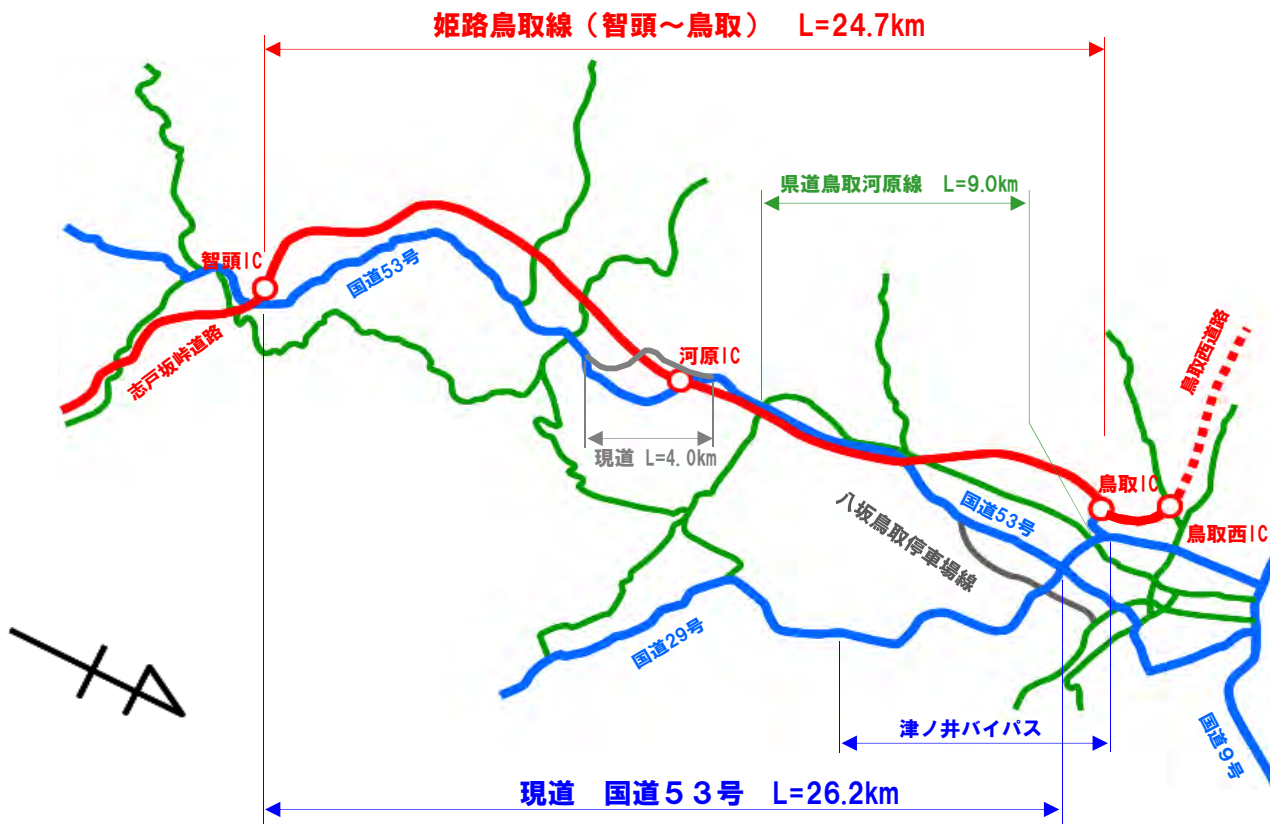 姫路鳥取線（智頭～鳥取）　L=24.7km
県道鳥取河原線　L=9.0km
智頭IC
国道53号
志戸坂峠道路
河原IC
現道 L=4.0km
鳥取西道路
鳥取IC
鳥取西IC
国道53号
八坂鳥取停車場線
国道29号
津ノ井バイパス
国道９号
現道　国道５３号　L=26.2km